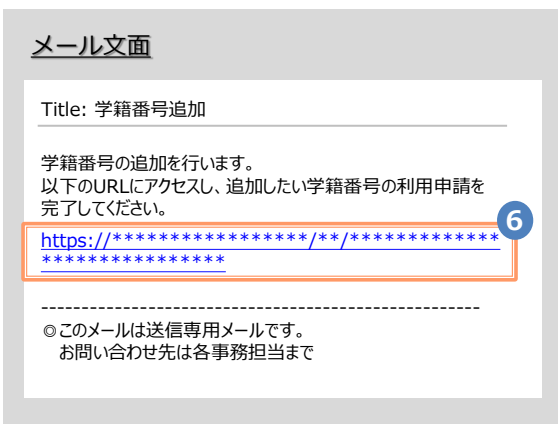 メール文面
Title: 学籍番号追加
学籍番号の追加を行います。
以下のURLにアクセスし、追加したい学籍番号の利用申請を
完了してください。
6
https://*****************/**/*************
****************
-----------------------------------------------------
◎このメールは送信専用メールです。
お問い合わせ先は各事務担当まで